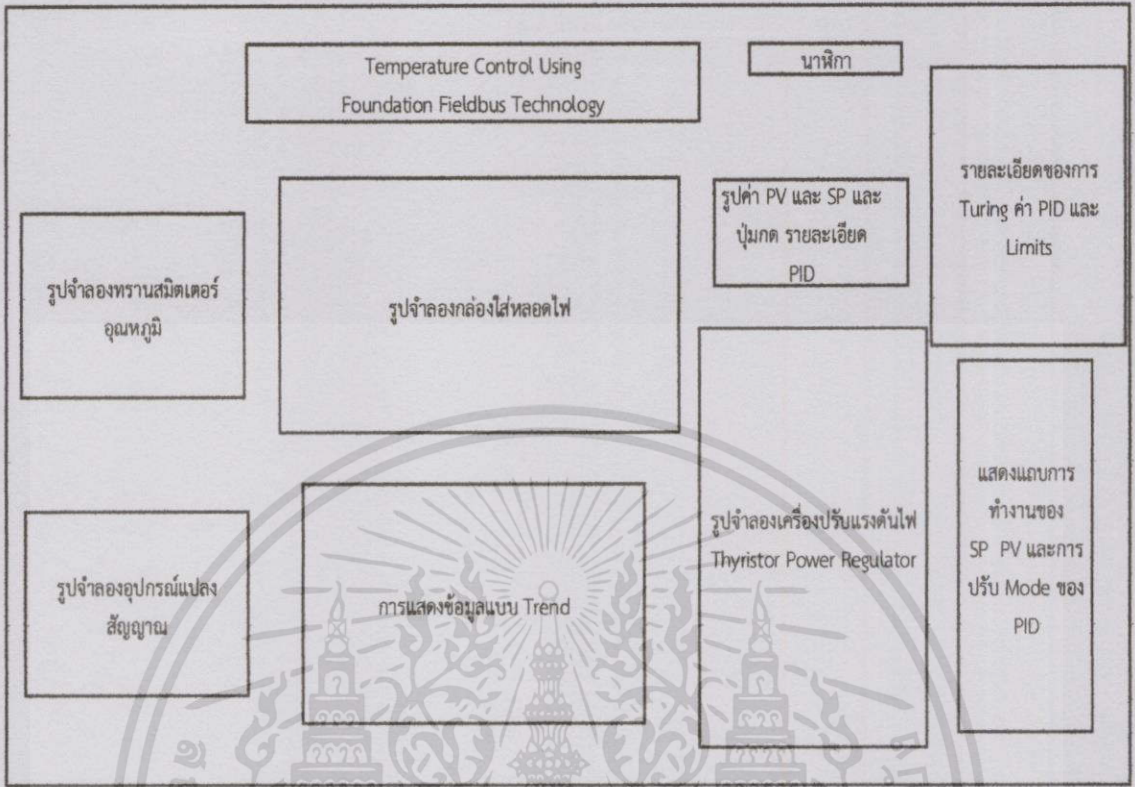 Temperature Control Using
Foundation Fieldbus Technology
นาฬิกา
รายละเอียดของการ
Turing ค่า PID และ
Limits
รูปค่า PV และ SP และ
ปุ่มกด รายละเอียด
PID
รูปจำลองทรานสมิตเตอร์
อุณหภูมิ
รูปจำลองกล่องใส่หลอดไฟ
แสดงแถบการ
ทำงานของ
SP PV และการ
ปรับ Mode ของ
PID
รูปจำลองเครื่องปรับแรงดันไฟ
Thyristor Power Regulator
รูปจำลองอุปกรณ์แปลง
สัญญาณ
การแสดงข้อมูลแบบ Trend